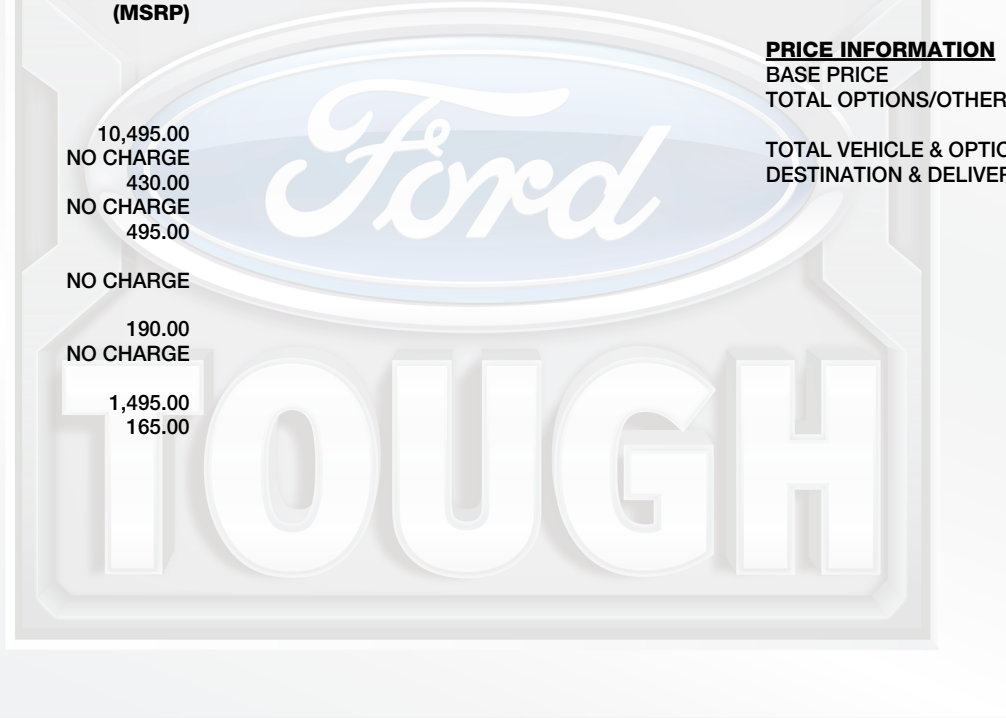 (MSRP)
10,495.00
NO CHARGE
430.00
NO CHARGE
495.00
NO CHARGE
190.00
NO CHARGE
1,495.00
165.00
PRICE INFORMATION
BASE PRICE
TOTAL OPTIONS/OTHER
TOTAL VEHICLE & OPTIO
DESTINATION & DELIVER
Ford
TOUGH